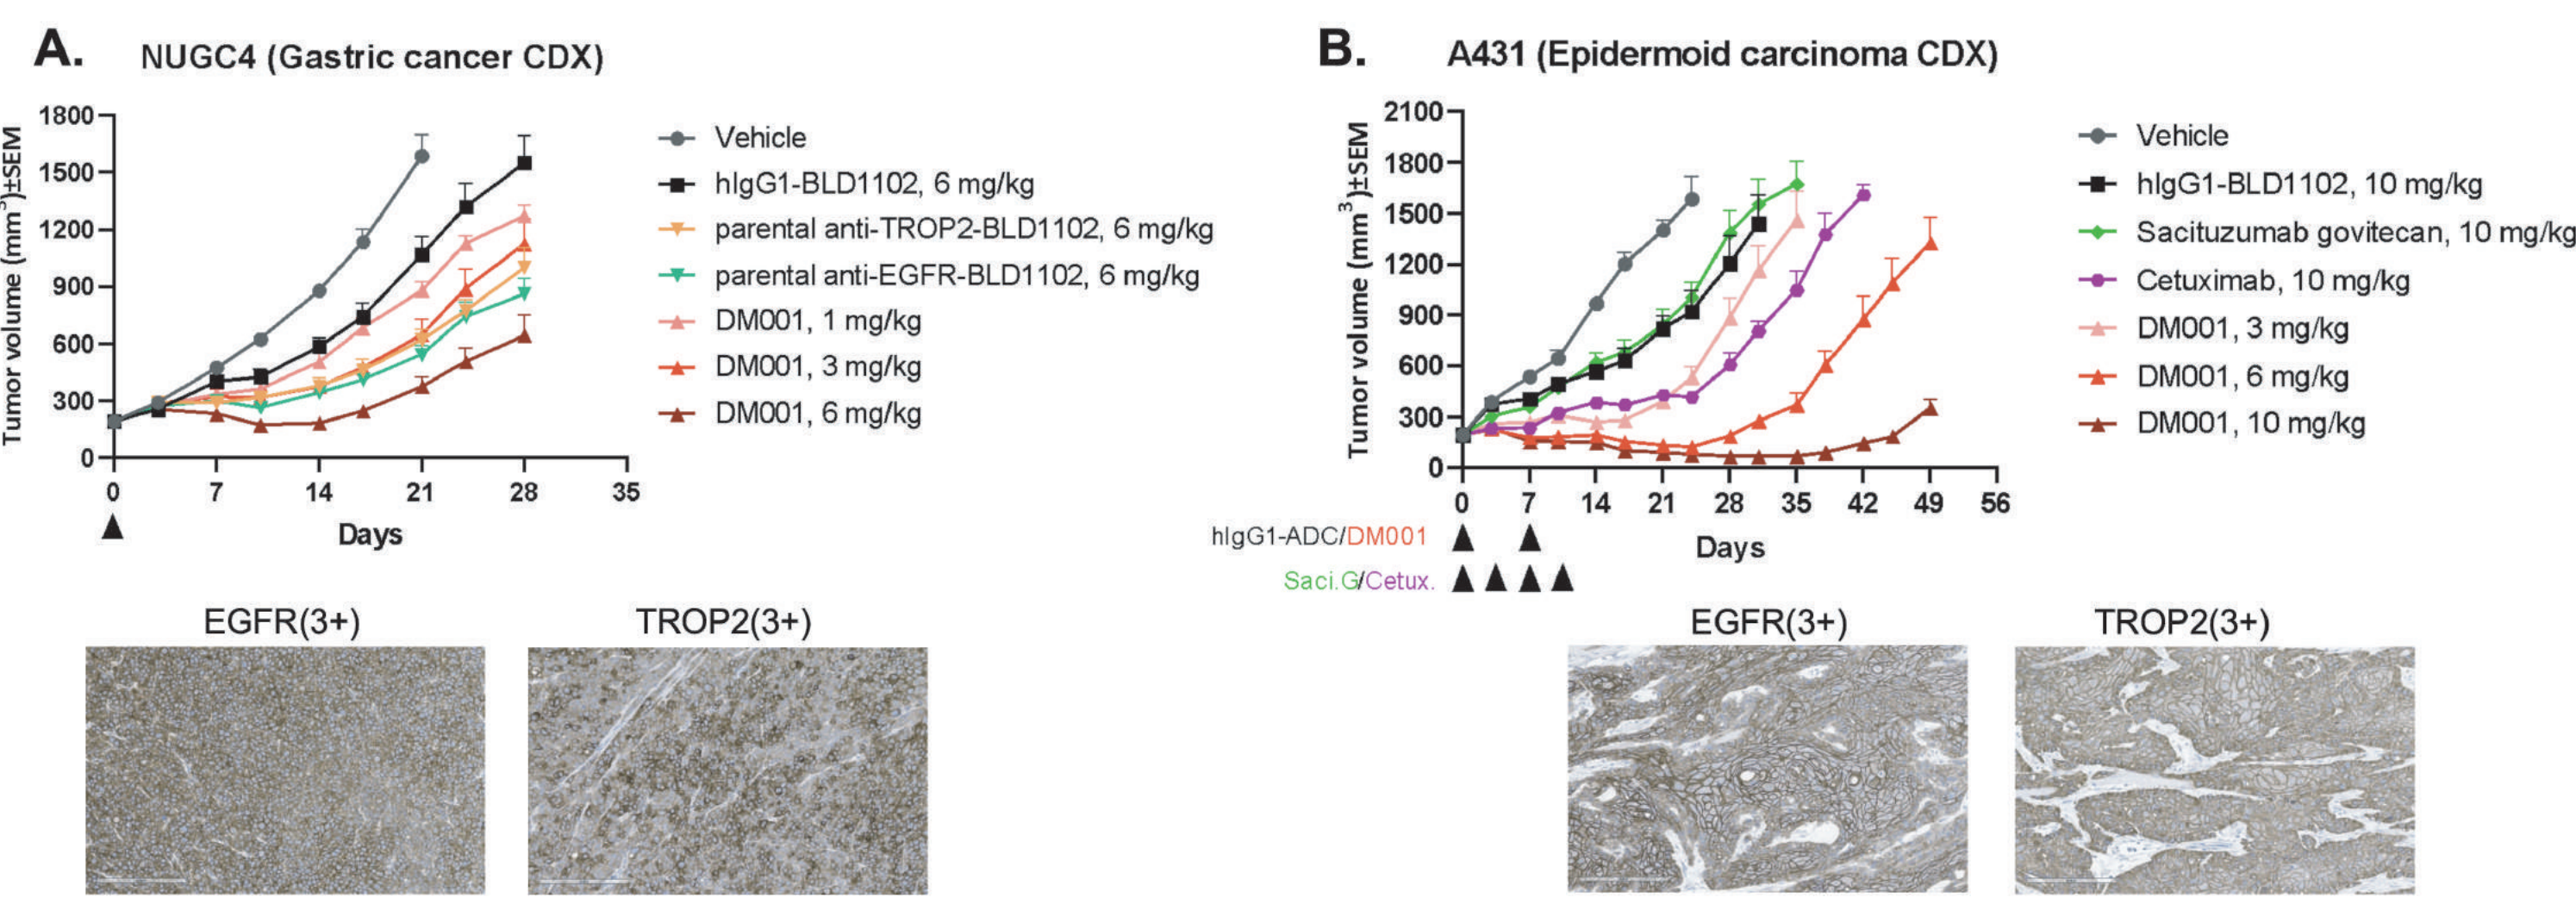 A. NUGC4 (Gastric cancer CDX)
Tumor volume (mm³)±SEM
1800
1500
1200
900
600
300
0
0 7 14 21 28 35
Days
Vehicle
hIgG1-BLD1102, 6 mg/kg
parental anti-TROP2-BLD1102, 6 mg/kg
parental anti-EGFR-BLD1102, 6 mg/kg
DM001, 1 mg/kg
DM001, 3 mg/kg
DM001, 6 mg/kg
EGFR(3+) TROP2(3+)
B. A431 (Epidermoid carcinoma CDX)
Tumor volume (mm³)±SEM
2100
1800
1500
1200
900
600
300
0
0 7 14 21 28 35 42 49 56
Days
hIgG1-ADC/DM001
Saci.G/Cetux.
Vehicle
hIgG1-BLD1102, 10 mg/kg
Sacituzumab govitecan, 10 mg/kg
Cetuximab, 10 mg/kg
DM001, 3 mg/kg
DM001, 6 mg/kg
DM001, 10 mg/kg
EGFR(3+) TROP2(3+)